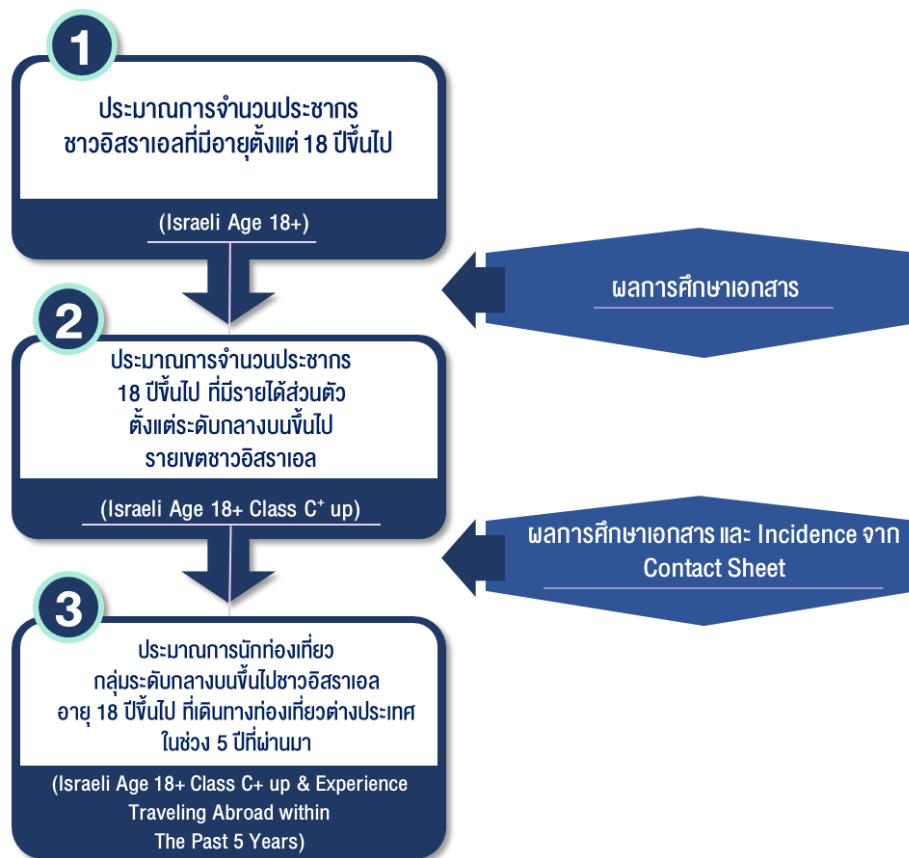 1
ประมาณการจำนวนประชากร
ชาวอิสราเอลที่มีอายุตั้งแต่ 18 ปีขึ้นไป
(Israeli Age 18+)
ผลการศึกษาเอกสาร
2
ประมาณการจำนวนประชากร
18 ปีขึ้นไป ที่มีรายได้ส่วนตัว
ตั้งแต่ระดับกลางบนขึ้นไป
รายเขตชาวอิสราเอล
(Israeli Age 18+ Class C⁺ up)
ผลการศึกษาเอกสาร และ Incidence จาก
Contact Sheet
3
ประมาณการนักท่องเที่ยว
กลุ่มระดับกลางบนขึ้นไปชาวอิสราเอล
อายุ 18 ปีขึ้นไป ที่เดินทางท่องเที่ยวต่างประเทศ
ในช่วง 5 ปีที่ผ่านมา
(Israeli Age 18+ Class C+ up & Experience
Traveling Abroad within
The Past 5 Years)